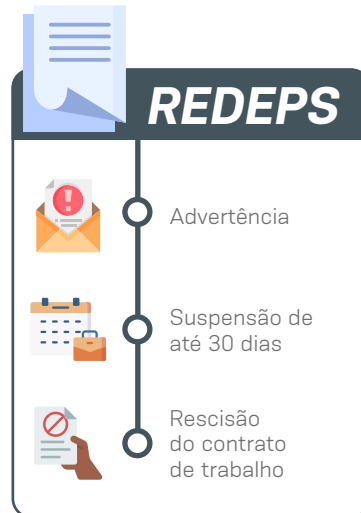 REDEPS
Advertência
Suspensão de
até 30 dias
Rescisão
do contrato
de trabalho